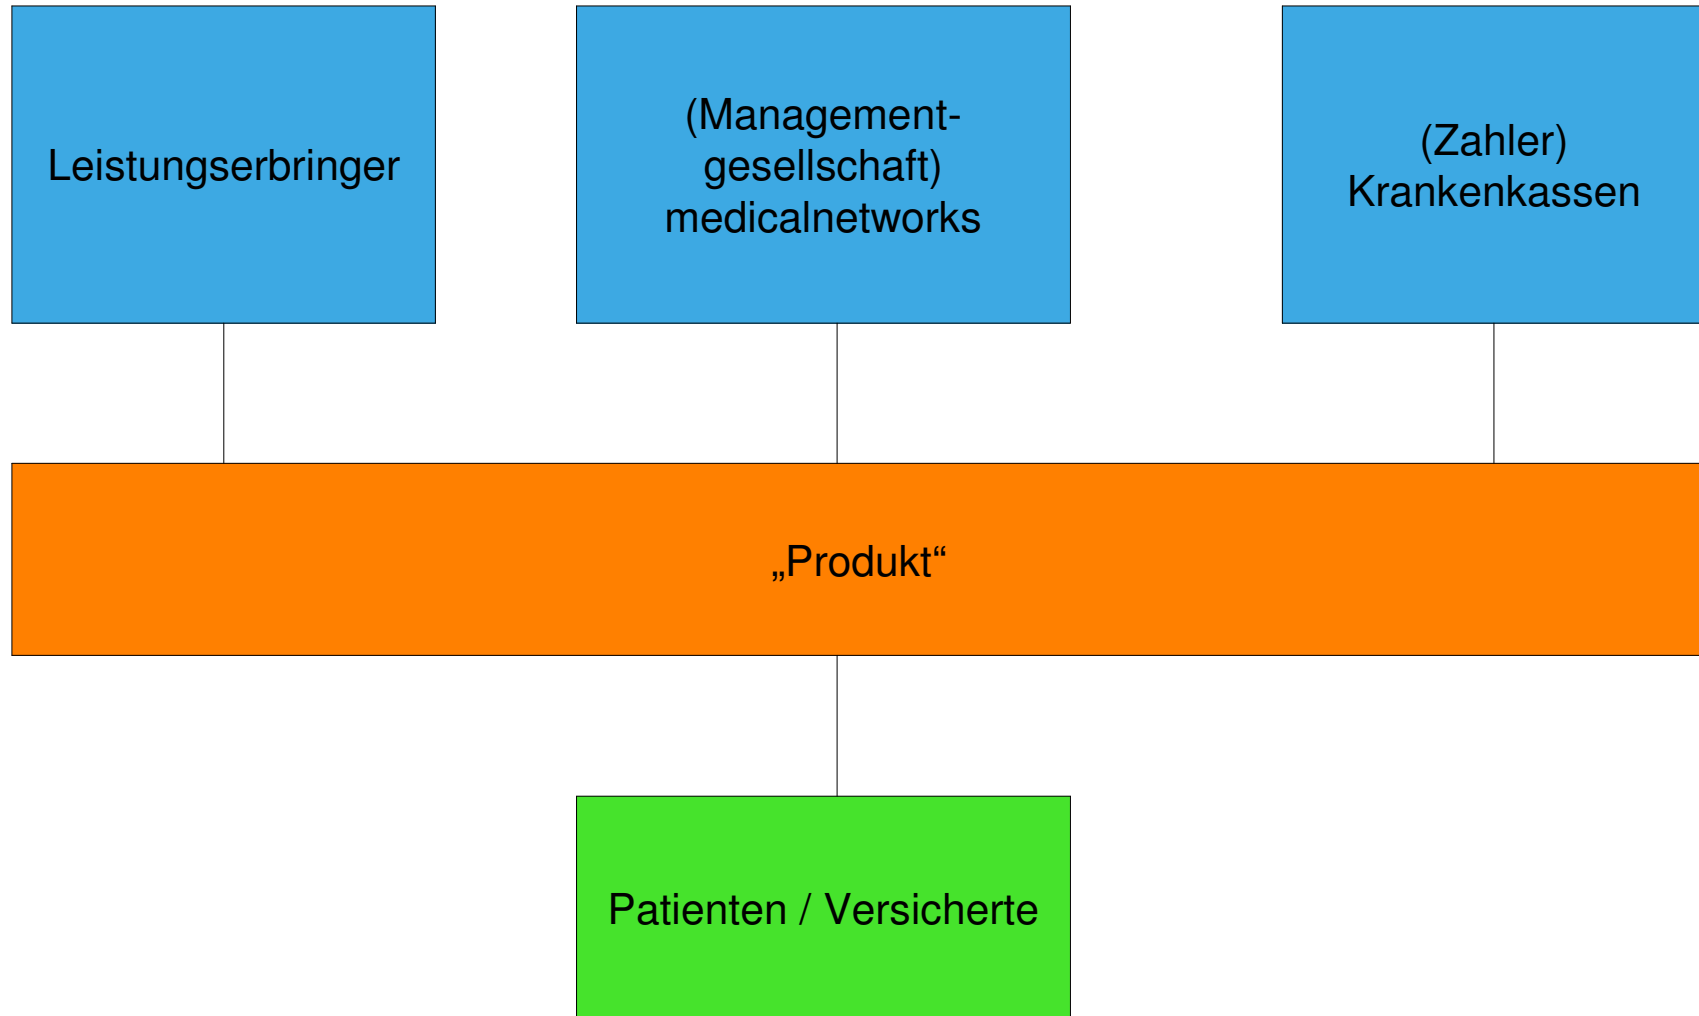 Leistungserbringer
(Management-
gesellschaft)
medicalnetworks
(Zahler)
Krankenkassen
„Produkt“
Patienten / Versicherte